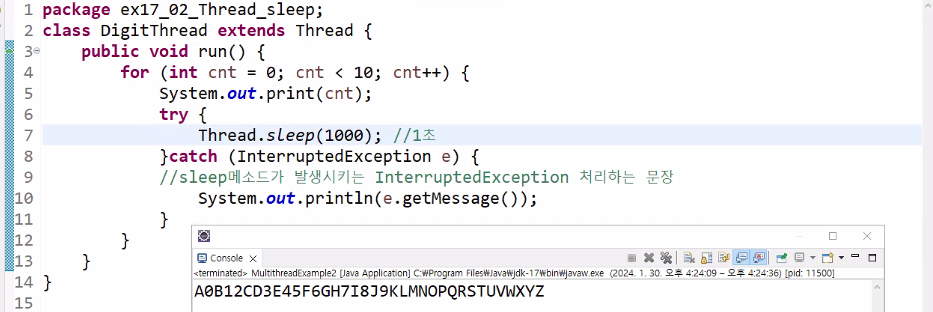 1 package ex17_02_Thread_sleep;
2 class DigitThread extends Thread {
3 public void run() {
4 for (int cnt = 0; cnt < 10; cnt++) {
5 System.out.print(cnt);
6 try {
7 Thread.sleep(1000); //1초
8 }catch (InterruptedException e) {
9 //sleep메소드가 발생시키는 InterruptedException 처리하는 문장
10 System.out.println(e.getMessage());
11 }
12 }
13 }
14 }
15
Console
<terminated> MultithreadExample2 [Java Application] C:₩Program Files₩Java₩jdk-17₩bin₩javaw.exe (2024. 1. 30. 오후 4:24:09 – 오후 4:24:36) [pid: 11500]
A0B12CD3E45F6GH7I8J9KLMNOPQRSTUVWXYZ